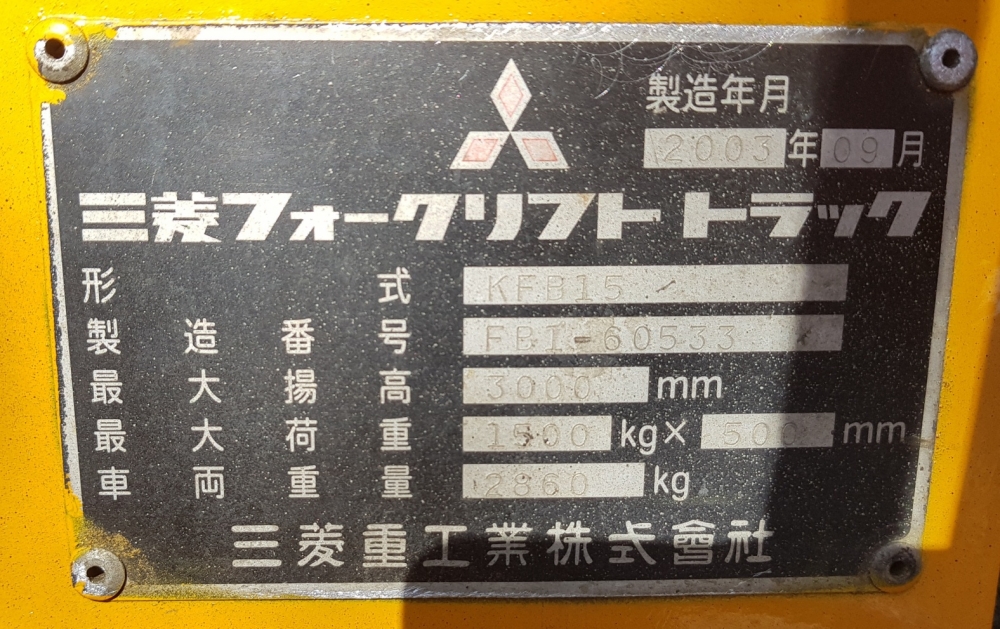 製造年月
2003年09月
三菱フォークリフト トラック
形式 KFB15
製造番号 FB1-60533
最大揚高 3000 mm
最大荷重 1500 kg× 500 mm
車両重量 2860 kg
三菱重工業株式會社